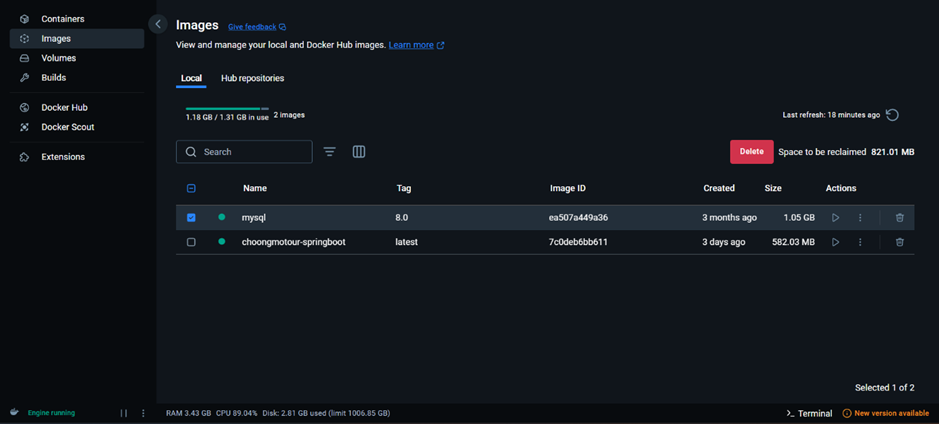 Containers
Images
Volumes
Builds
Docker Hub
Docker Scout
Extensions
Images Give feedback
View and manage your local and Docker Hub images. Learn more
Local Hub repositories
1.18 GB / 1.31 GB in use 2 images
Last refresh: 18 minutes ago
Search
Delete Space to be reclaimed 821.01 MB
Name Tag Image ID Created Size Actions
mysql 8.0 ea507a449a36 3 months ago 1.05 GB
choongmotour-springboot latest 7c0deb6bb611 3 days ago 582.03 MB
Selected 1 of 2
Engine running RAM 3.43 GB CPU 89.04% Disk: 2.81 GB used (limit 1006.85 GB) >_ Terminal New version available